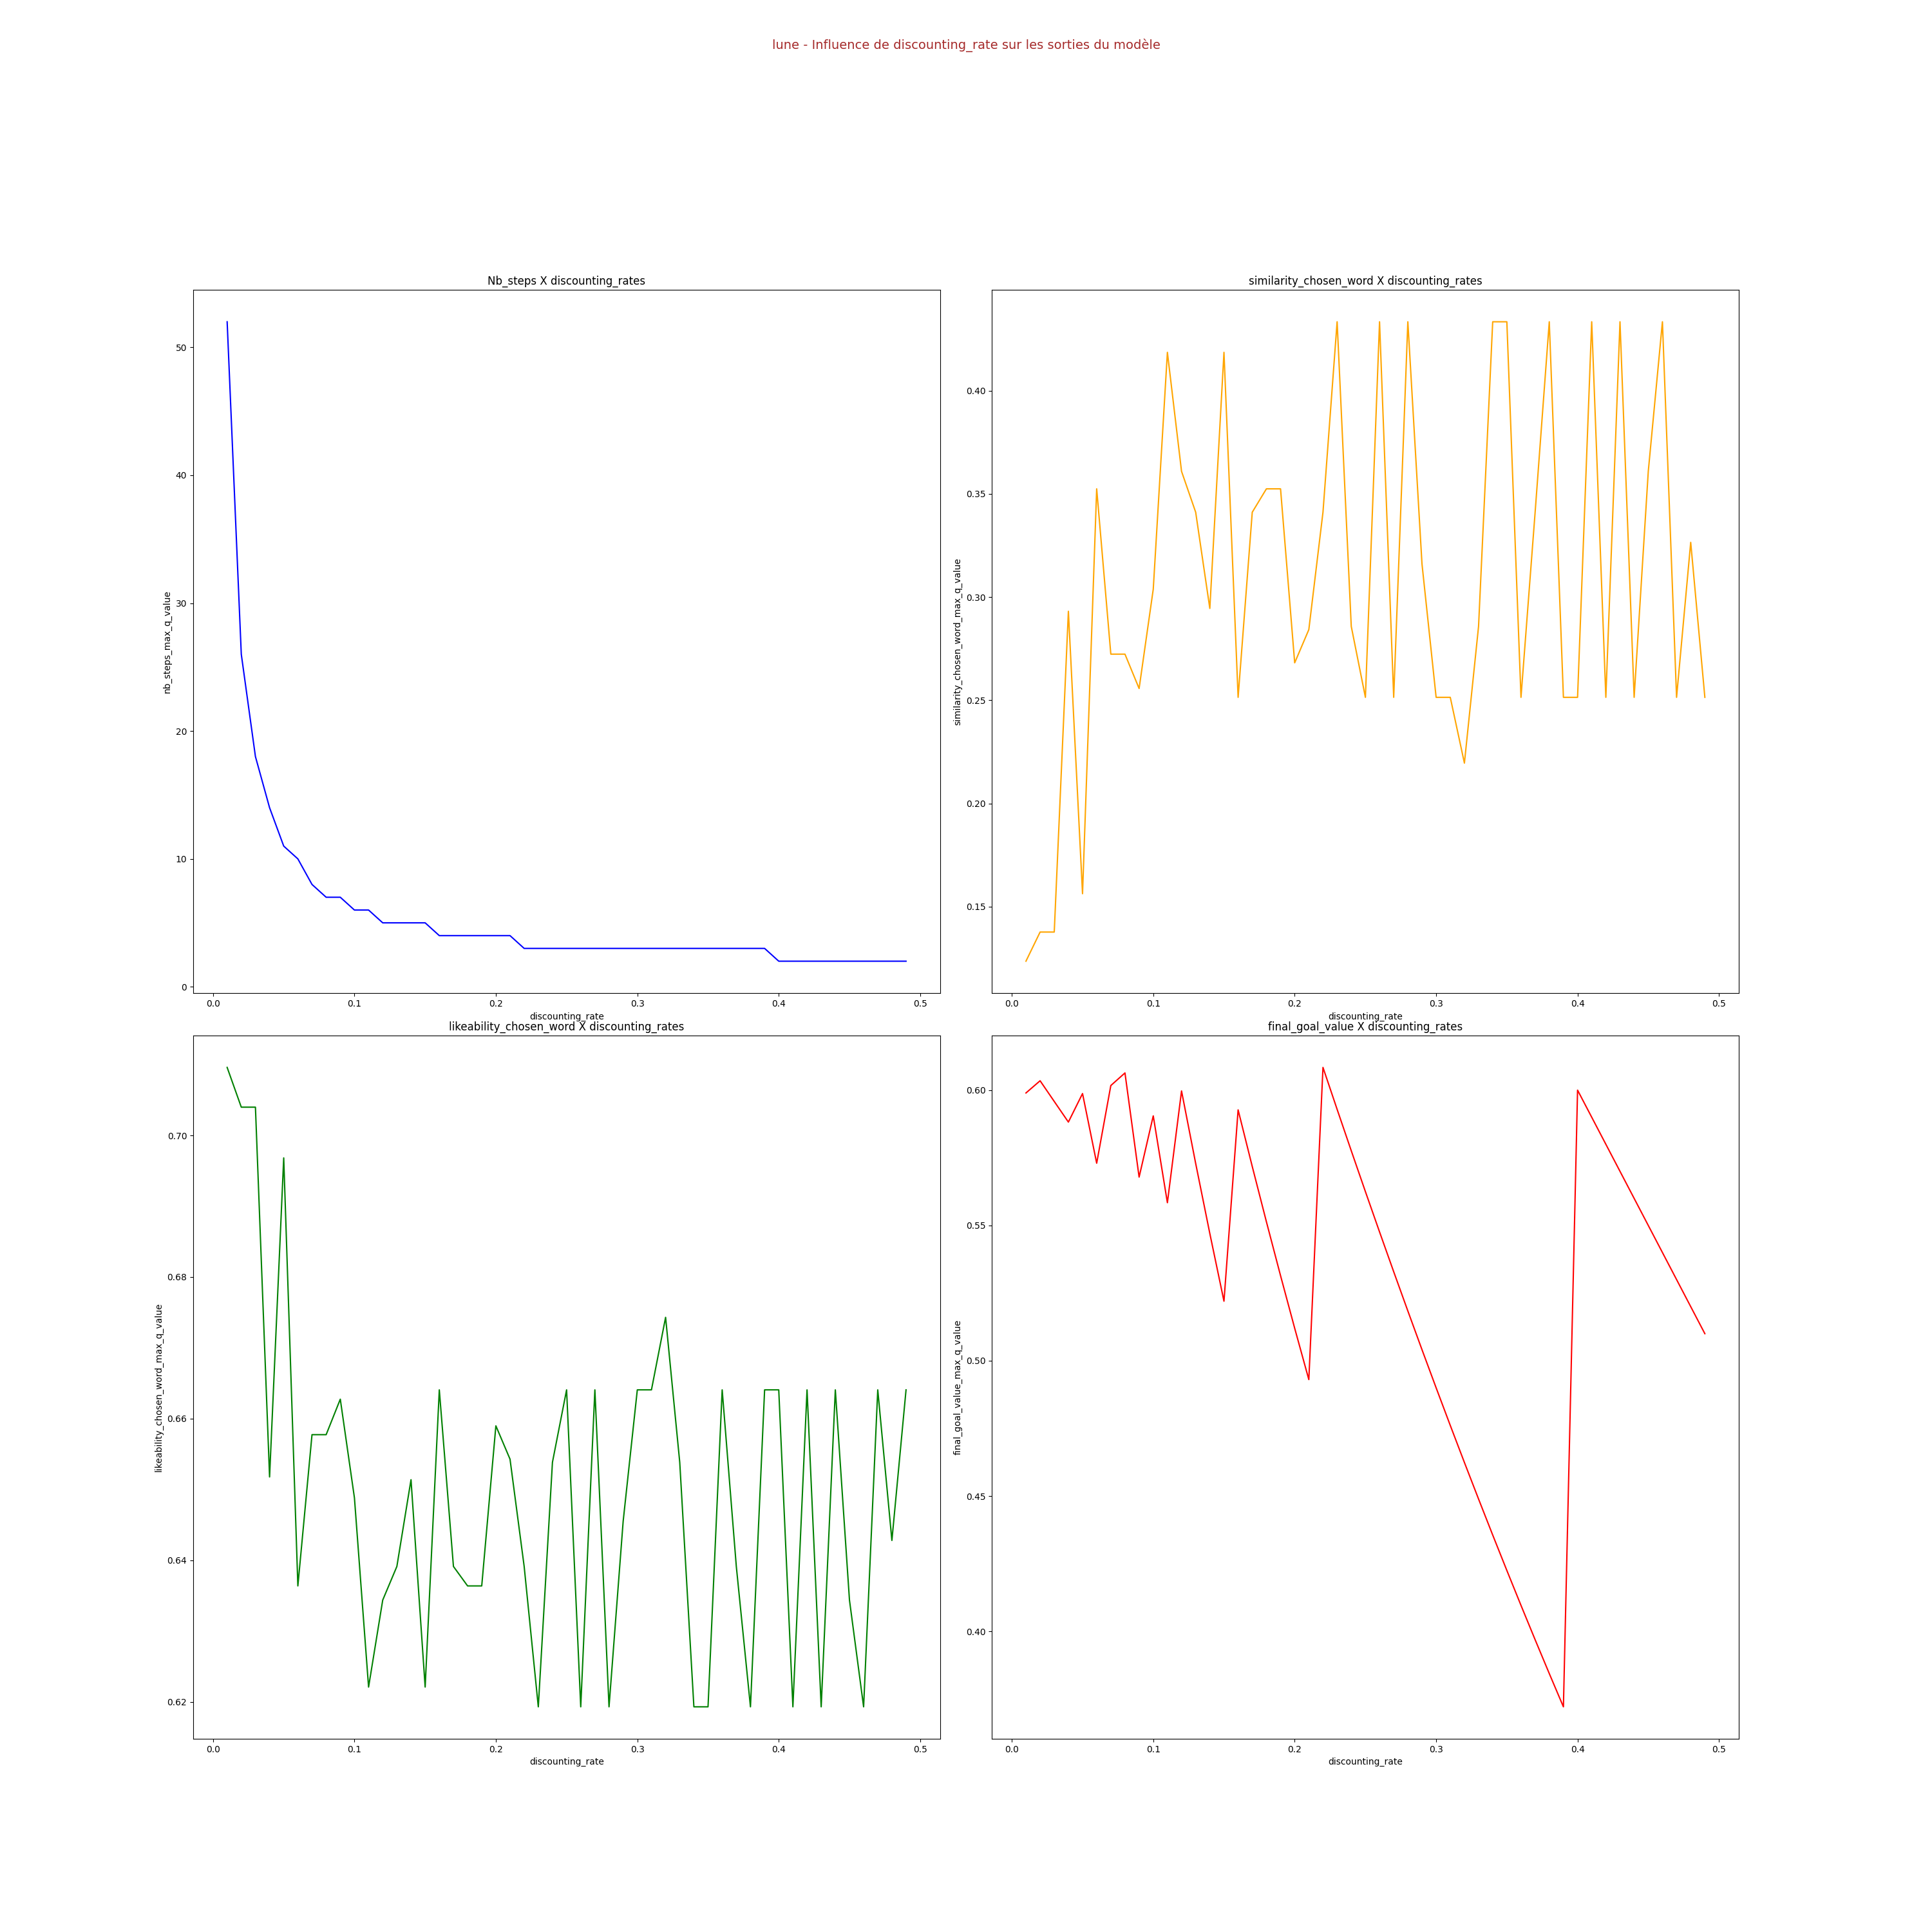 lune - Influence de discounting_rate sur les sorties du modèle
Nb_steps X discounting_rates
nb_steps_max_q_value
50
40
30
20
10
0
0.0 0.1 0.2 0.3 0.4 0.5
discounting_rate
similarity_chosen_word X discounting_rates
similarity_chosen_word_max_q_value
0.40
0.35
0.30
0.25
0.20
0.15
0.0 0.1 0.2 0.3 0.4 0.5
discounting_rate
likeability_chosen_word X discounting_rates
likeability_chosen_word_max_q_value
0.70
0.68
0.66
0.64
0.62
0.0 0.1 0.2 0.3 0.4 0.5
discounting_rate
final_goal_value X discounting_rates
final_goal_value_max_q_value
0.60
0.55
0.50
0.45
0.40
0.0 0.1 0.2 0.3 0.4 0.5
discounting_rate